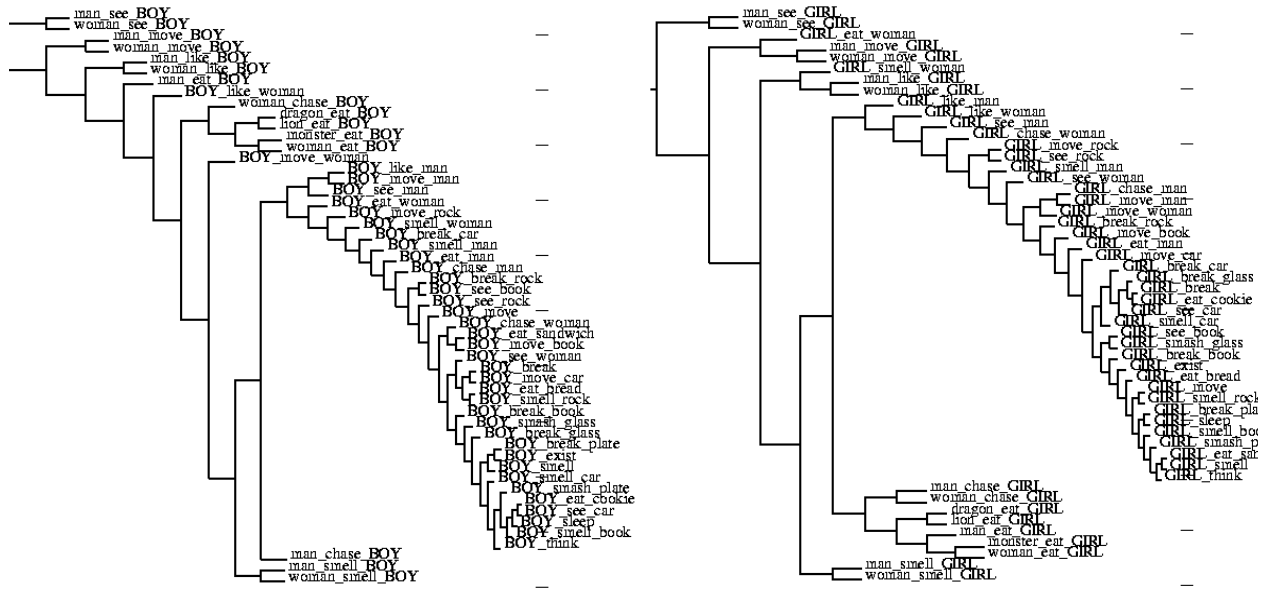 man_see_BOY
woman_see_BOY
man_move_BOY
woman_move_BOY
man_like_BOY
woman_like_BOY
man_eat_BOY
BOY_like_woman
woman_chase_BOY
dragon_eat_BOY
lion_eat_BOY
monster_eat_BOY
woman_eat_BOY
BOY_move_woman
BOY_like_man
BOY_move_man
BOY_see_man
BOY_eat_woman
BOY_move_rock
BOY_smell_woman
BOY_break_car
BOY_smell_man
BOY_eat_man
BOY_chase_man
BOY_break_rock
BOY_see_book
BOY_see_rock
BOY_move
BOY_chase_woman
BOY_eat_sandwich
BOY_move_book
BOY_see_woman
BOY_break
BOY_move_car
BOY_eat_bread
BOY_smell_rock
BOY_break_book
BOY_smash_glass
BOY_break_glass
BOY_break_plate
BOY_exist
BOY_smell
BOY_smell_car
BOY_smash_plate
BOY_eat_cookie
BOY_see_car
BOY_sleep
BOY_smell_book
BOY_think
man_chase_BOY
man_smell_BOY
woman_smell_BOY
man_see_GIRL
woman_see_GIRL
GIRL_eat_woman
man_move_GIRL
woman_move_GIRL
GIRL_smell_woman
man_like_GIRL
woman_like_GIRL
GIRL_like_man
GIRL_like_woman
GIRL_see_man
GIRL_chase_woman
GIRL_move_rock
GIRL_see_rock
GIRL_smell_man
GIRL_see_woman
GIRL_chase_man
GIRL_move_man
GIRL_move_woman
GIRL_break_rock
GIRL_move_book
GIRL_eat_man
GIRL_move_car
GIRL_break_car
GIRL_break_glass
GIRL_break
GIRL_eat_cookie
GIRL_see_car
GIRL_smell_car
GIRL_see_book
GIRL_smash_glass
GIRL_break_book
GIRL_exist
GIRL_eat_bread
GIRL_move
GIRL_smell_rock
GIRL_break_pla
GIRL_sleep
GIRL_smell_boo
GIRL_smash_p
GIRL_eat_san
GIRL_smell
GIRL_think
man_chase_GIRL
woman_chase_GIRL
dragon_eat_GIRL
lion_eat_GIRL
man_eat_GIRL
monster_eat_GIRL
woman_eat_GIRL
man_smell_GIRL
woman_smell_GIRL